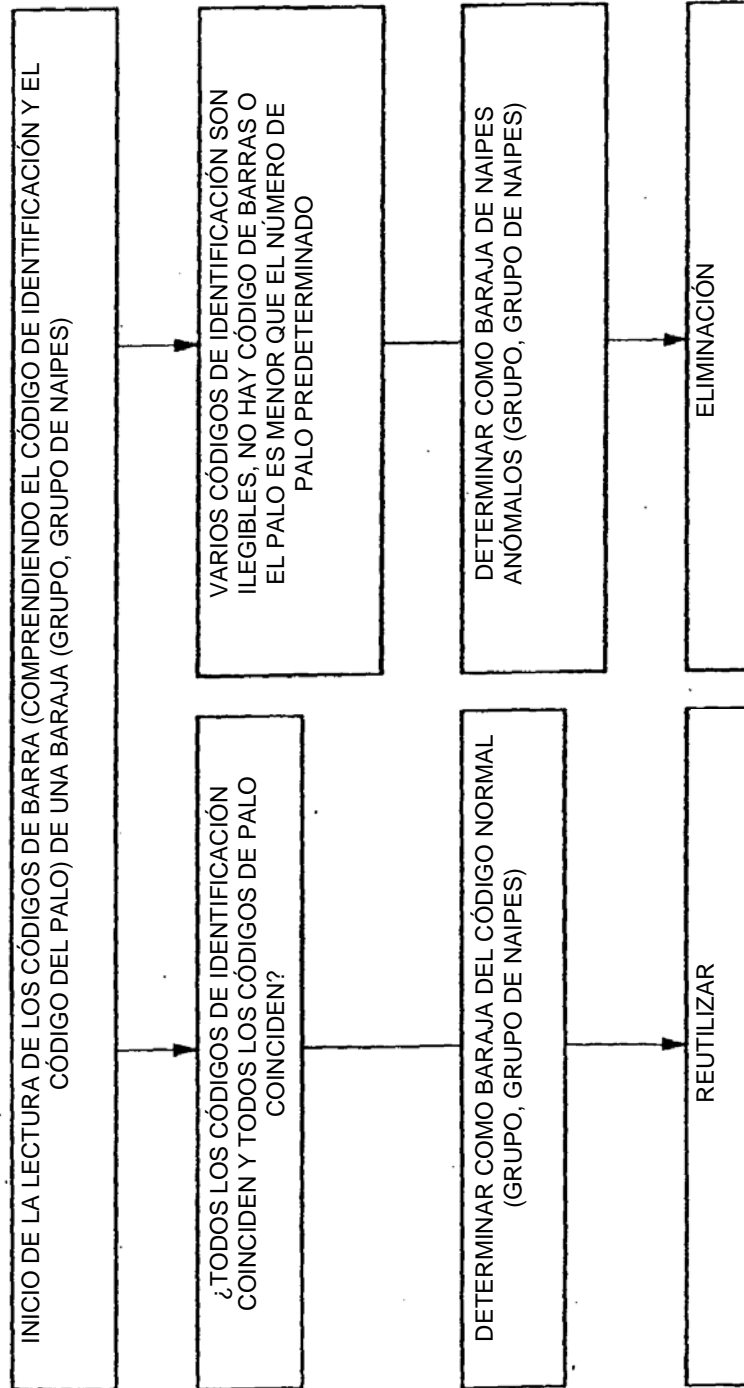 INICIO DE LA LECTURA DE LOS CÓDIGOS DE BARRA (COMPRENDIENDO EL CÓDIGO DE IDENTIFICACIÓN Y EL
CÓDIGO DEL PALO) DE UNA BARAJA (GRUPO, GRUPO DE NAIPES)
¿TODOS LOS CÓDIGOS DE IDENTIFICACIÓN
COINCIDEN Y TODOS LOS CÓDIGOS DE PALO
COINCIDEN?
DETERMINAR COMO BARAJA DEL CÓDIGO NORMAL
(GRUPO, GRUPO DE NAIPES)
REUTILIZAR
VARIOS CÓDIGOS DE IDENTIFICACIÓN SON
ILEGIBLES, NO HAY CÓDIGO DE BARRAS O
EL PALO ES MENOR QUE EL NÚMERO DE
PALO PREDETERMINADO
DETERMINAR COMO BARAJA DE NAIPES
ANÓMALOS (GRUPO, GRUPO DE NAIPES)
ELIMINACIÓN